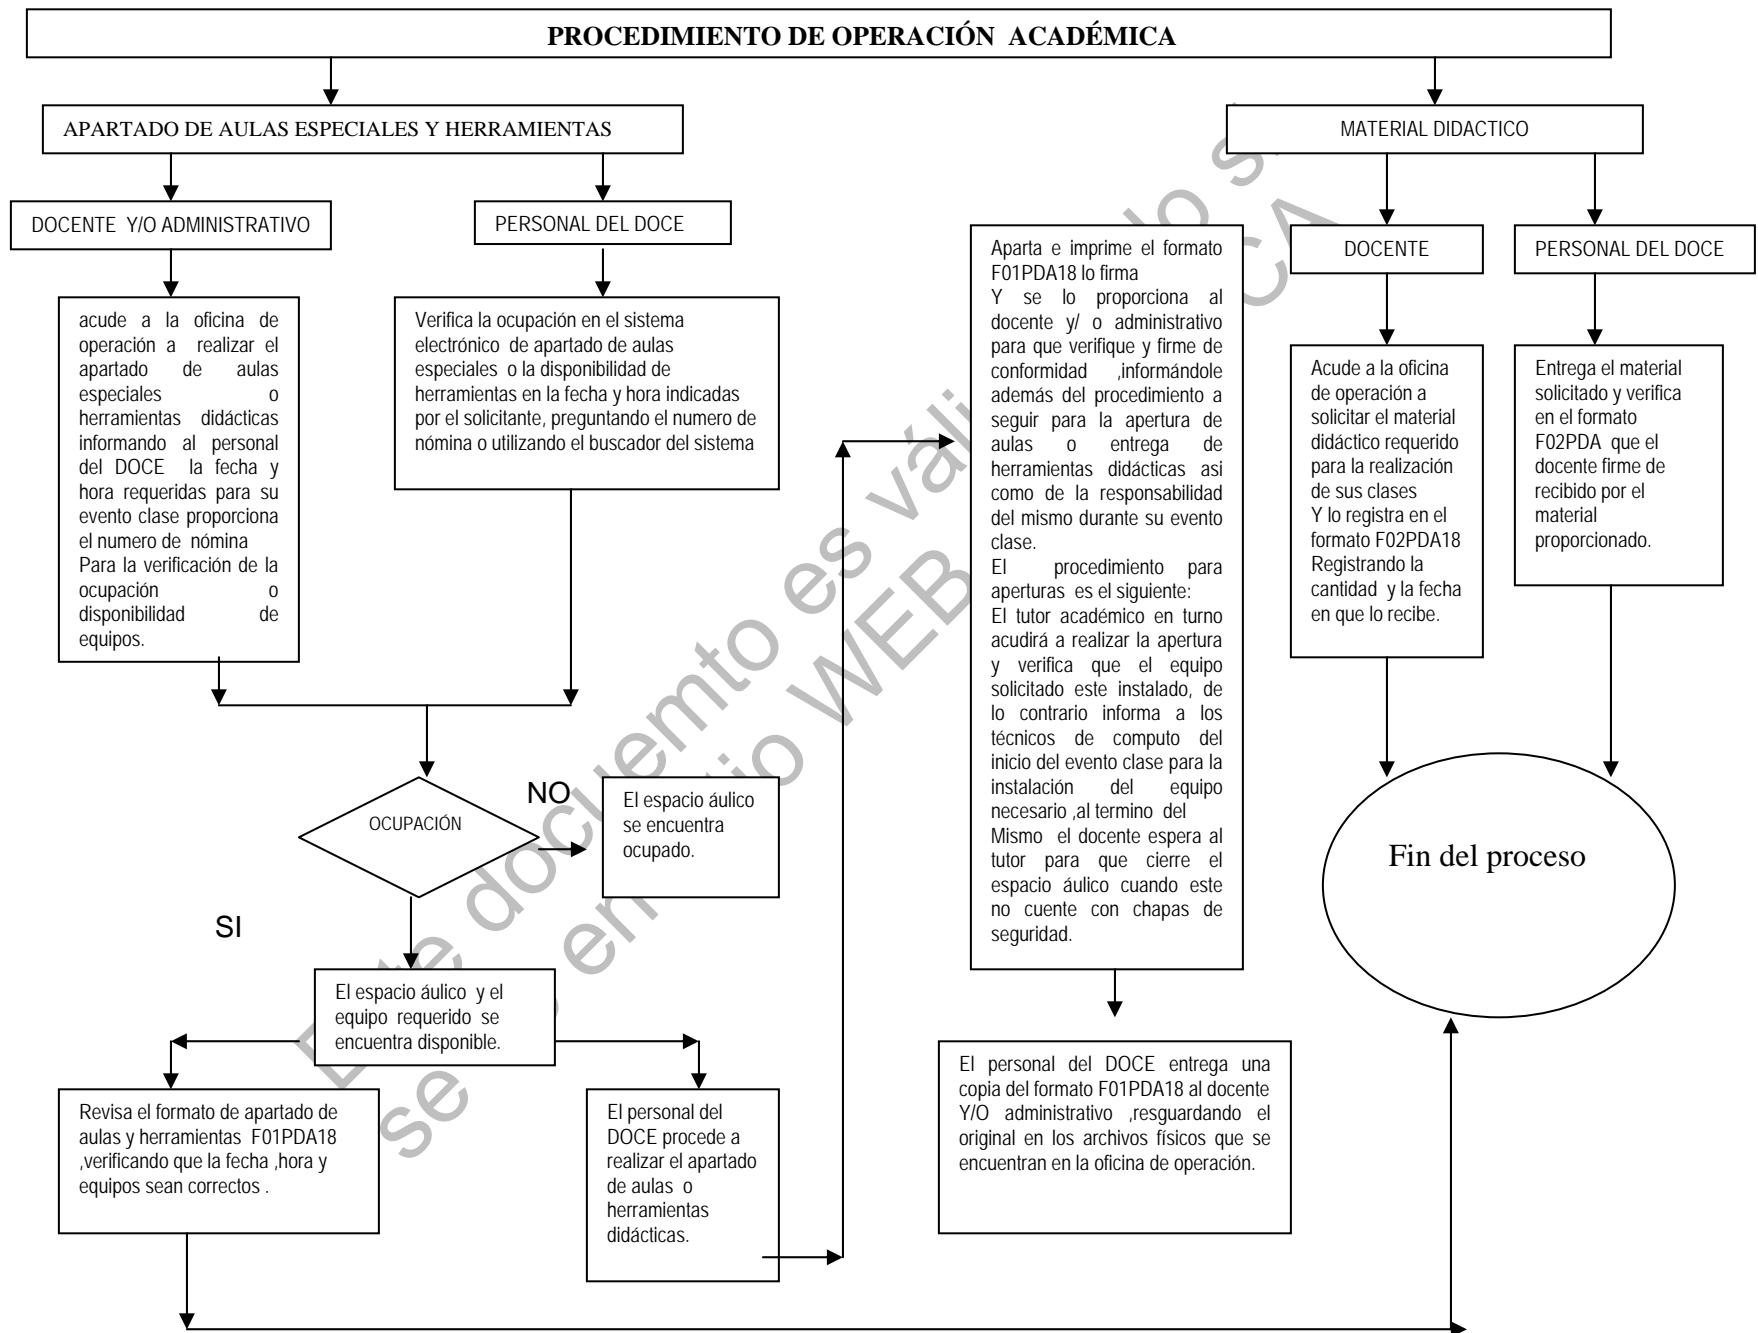 PROCEDIMIENTO DE OPERACIÓN ACADÉMICA
APARTADO DE AULAS ESPECIALES Y HERRAMIENTAS
MATERIAL DIDACTICO
DOCENTE Y/O ADMINISTRATIVO
PERSONAL DEL DOCE
DOCENTE
PERSONAL DEL DOCE
acude a la oficina de
operación a realizar el
apartado de aulas
especiales o
herramientas didácticas
informando al personal
del DOCE la fecha y
hora requeridas para su
evento clase proporciona
el numero de nómina
Para la verificación de la
ocupación o
disponibilidad de
equipos.
Verifica la ocupación en el sistema
electrónico de apartado de aulas
especiales o la disponibilidad de
herramientas en la fecha y hora indicadas
por el solicitante, preguntando el numero de
nómina o utilizando el buscador del sistema
Aparta e imprime el formato
F01PDA18 lo firma
Y se lo proporciona al
docente y/ o administrativo
para que verifique y firme de
conformidad ,informándole
además del procedimiento a
seguir para la apertura de
aulas o entrega de
herramientas didácticas asi
como de la responsabilidad
del mismo durante su evento
clase.
El procedimiento para
aperturas es el siguiente:
El tutor académico en turno
acudirá a realizar la apertura
y verifica que el equipo
solicitado este instalado, de
lo contrario informa a los
técnicos de computo del
inicio del evento clase para la
instalación del equipo
necesario ,al termino del
Mismo el docente espera al
tutor para que cierre el
espacio áulico cuando este
no cuente con chapas de
seguridad.
Acude a la oficina
de operación a
solicitar el material
didáctico requerido
para la realización
de sus clases
Y lo registra en el
formato F02PDA18
Registrando la
cantidad y la fecha
en que lo recibe.
Entrega el material
solicitado y verifica
en el formato
F02PDA que el
docente firme de
recibido por el
material
proporcionado.
OCUPACIÓN
NO
El espacio áulico
se encuentra
ocupado.
SI
El espacio áulico y el
equipo requerido se
encuentra disponible.
Fin del proceso
Revisa el formato de apartado de
aulas y herramientas F01PDA18
,verificando que la fecha ,hora y
equipos sean correctos .
El personal del
DOCE procede a
realizar el apartado
de aulas o
herramientas
didácticas.
El personal del DOCE entrega una
copia del formato F01PDA18 al docente
Y/O administrativo ,resguardando el
original en los archivos físicos que se
encuentran en la oficina de operación.
documento es
se en WEB